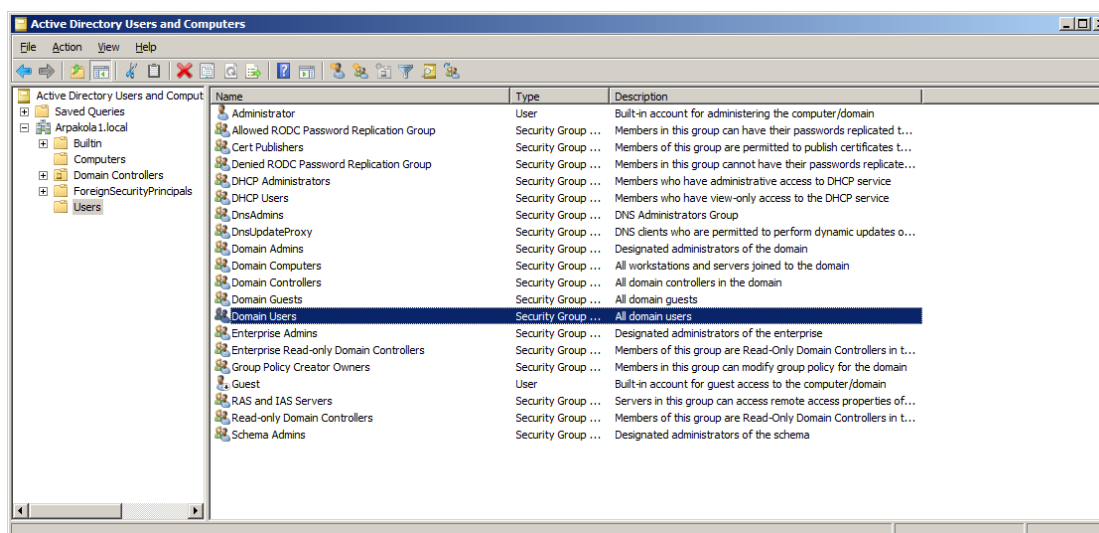 Active Directory Users and Computers
File Action View Help
Active Directory Users and Comput
Saved Queries
Arpakola1.local
Builtin
Computers
Domain Controllers
ForeignSecurityPrincipals
Users
Name Type Description
Administrator User Built-in account for administering the computer/domain
Allowed RODC Password Replication Group Security Group ... Members in this group can have their passwords replicated t...
Cert Publishers Security Group ... Members of this group are permitted to publish certificates t...
Denied RODC Password Replication Group Security Group ... Members in this group cannot have their passwords replicate...
DHCP Administrators Security Group ... Members who have administrative access to DHCP service
DHCP Users Security Group ... Members who have view-only access to the DHCP service
DnsAdmins Security Group ... DNS Administrators Group
DnsUpdateProxy Security Group ... DNS clients who are permitted to perform dynamic updates o...
Domain Admins Security Group ... Designated administrators of the domain
Domain Computers Security Group ... All workstations and servers joined to the domain
Domain Controllers Security Group ... All domain controllers in the domain
Domain Guests Security Group ... All domain guests
Domain Users Security Group ... All domain users
Enterprise Admins Security Group ... Designated administrators of the enterprise
Enterprise Read-only Domain Controllers Security Group ... Members of this group are Read-Only Domain Controllers in t...
Group Policy Creator Owners Security Group ... Members in this group can modify group policy for the domain
Guest User Built-in account for guest access to the computer/domain
RAS and IAS Servers Security Group ... Servers in this group can access remote access properties of...
Read-only Domain Controllers Security Group ... Members of this group are Read-Only Domain Controllers in t...
Schema Admins Security Group ... Designated administrators of the schema